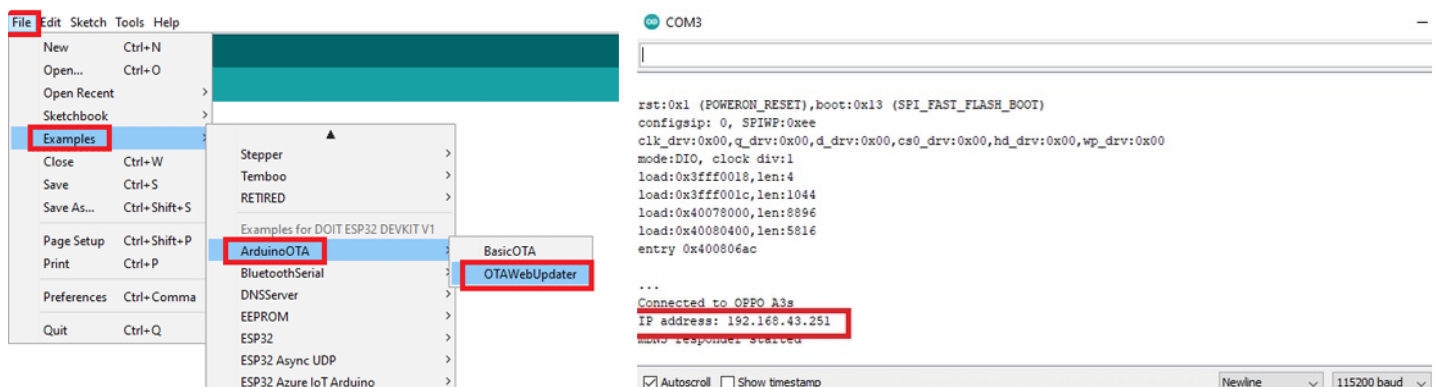 File Edit Sketch Tools Help
New Ctrl+N
Open... Ctrl+O
Open Recent
Sketchbook
Examples
Close Ctrl+W
Save Ctrl+S
Save As... Ctrl+Shift+S
Page Setup Ctrl+Shift+P
Print Ctrl+P
Preferences Ctrl+Comma
Quit Ctrl+Q
Stepper
Temboo
RETIRED
Examples for DOIT ESP32 DEVKIT V1
ArduinoOTA
BluetoothSerial
DNSServer
EEPROM
ESP32
ESP32 Async UDP
ESP32 Azure IoT Arduino
BasicOTA
OTAWebUpdater
COM3
rst:0x1 (POWERON_RESET),boot:0x13 (SPI_FAST_FLASH_BOOT)
configsip: 0, SPIWP:0xee
clk_drv:0x00,q_drv:0x00,d_drv:0x00,cs0_drv:0x00,hd_drv:0x00,wp_drv:0x00
mode:DIO, clock div:1
load:0x3fff0018,len:4
load:0x3fff001c,len:1044
load:0x40078000,len:8896
load:0x40080400,len:5816
entry 0x400806ac
...
Connected to OPPO A3s
IP address: 192.168.43.251
mDNS responder started
Autoscroll Show timestamp Newline 115200 baud